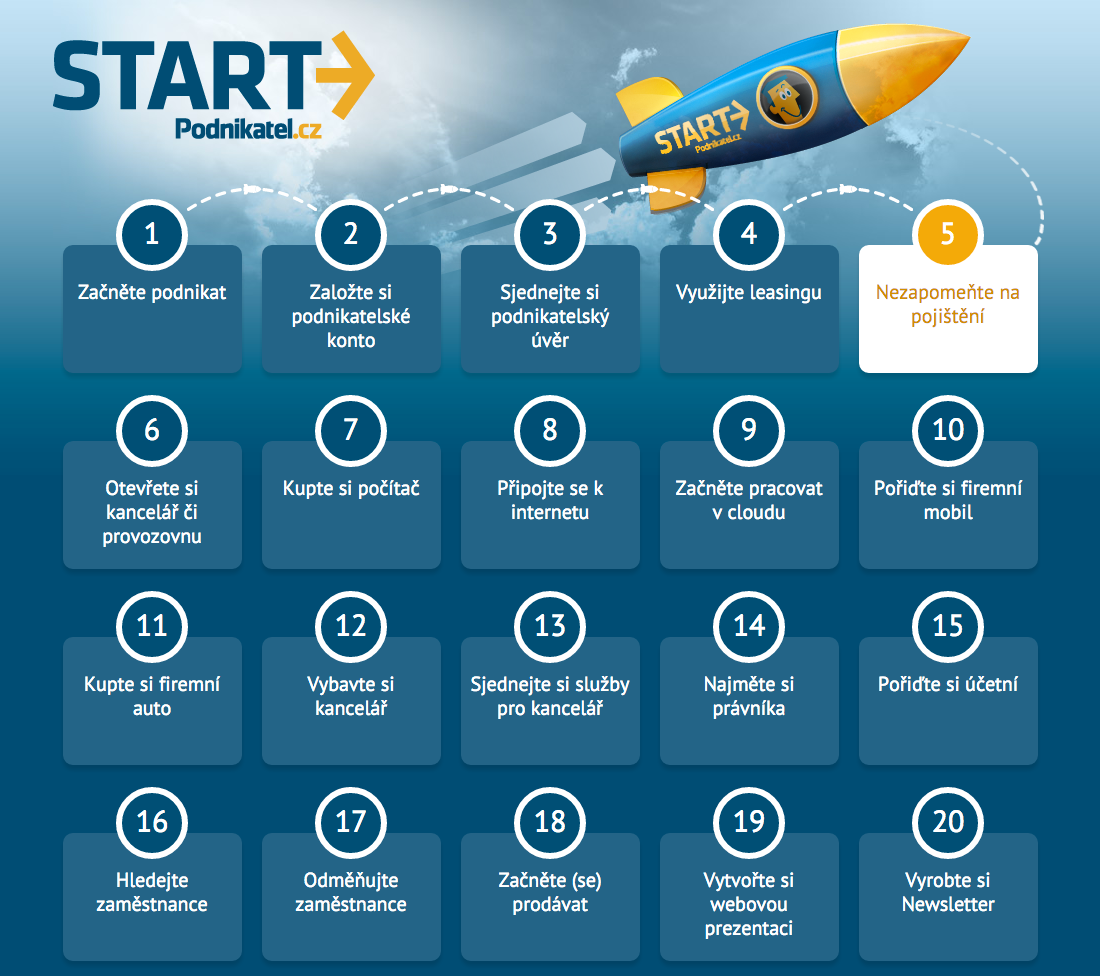 START
Podnikatel.cz
START
Podnikatel.cz
1
Začněte podnikat
2
Založte si
podnikatelské
konto
3
Sjednejte si
podnikatelský
úvěr
4
Využijte leasingu
5
Nezapomeňte na
pojištění
6
Otevřete si
kancelář či
provozovnu
7
Kupte si počítač
8
Připojte se k
internetu
9
Začněte pracovat
v cloudu
10
Pořiďte si firemní
mobil
11
Kupte si firemní
auto
12
Vybavte si
kancelář
13
Sjednejte si služby
pro kancelář
14
Najměte si
právníka
15
Pořiďte si účetní
16
Hledejte
zaměstnance
17
Odměňujte
zaměstnance
18
Začněte (se)
prodávat
19
Vytvořte si
webovou
prezentaci
20
Vyrobte si
Newsletter